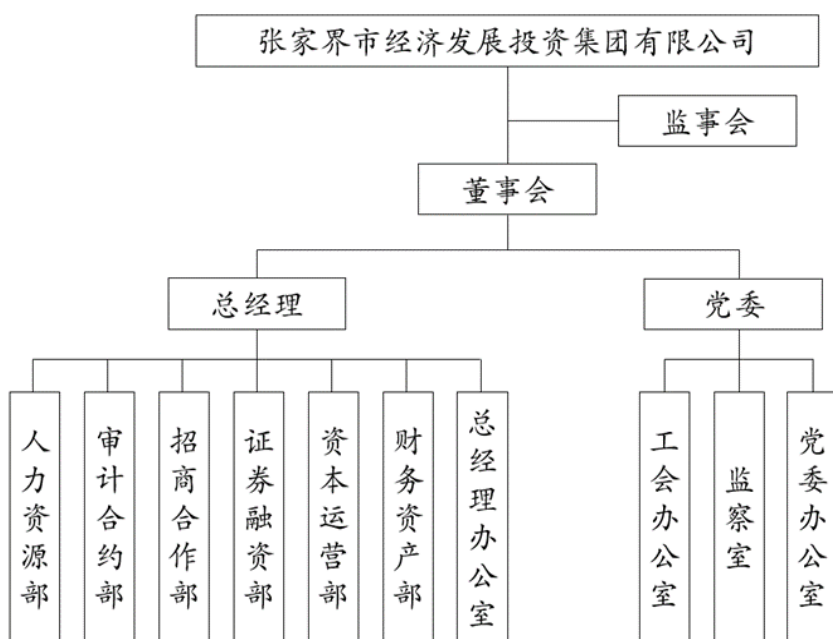 张家界市经济发展投资集团有限公司
监事会
董事会
总经理
党委
人力资源部
审计合约部
招商合作部
证券融资部
资本运营部
财务资产部
总经理办公室
工会办公室
监察室
党委办公室